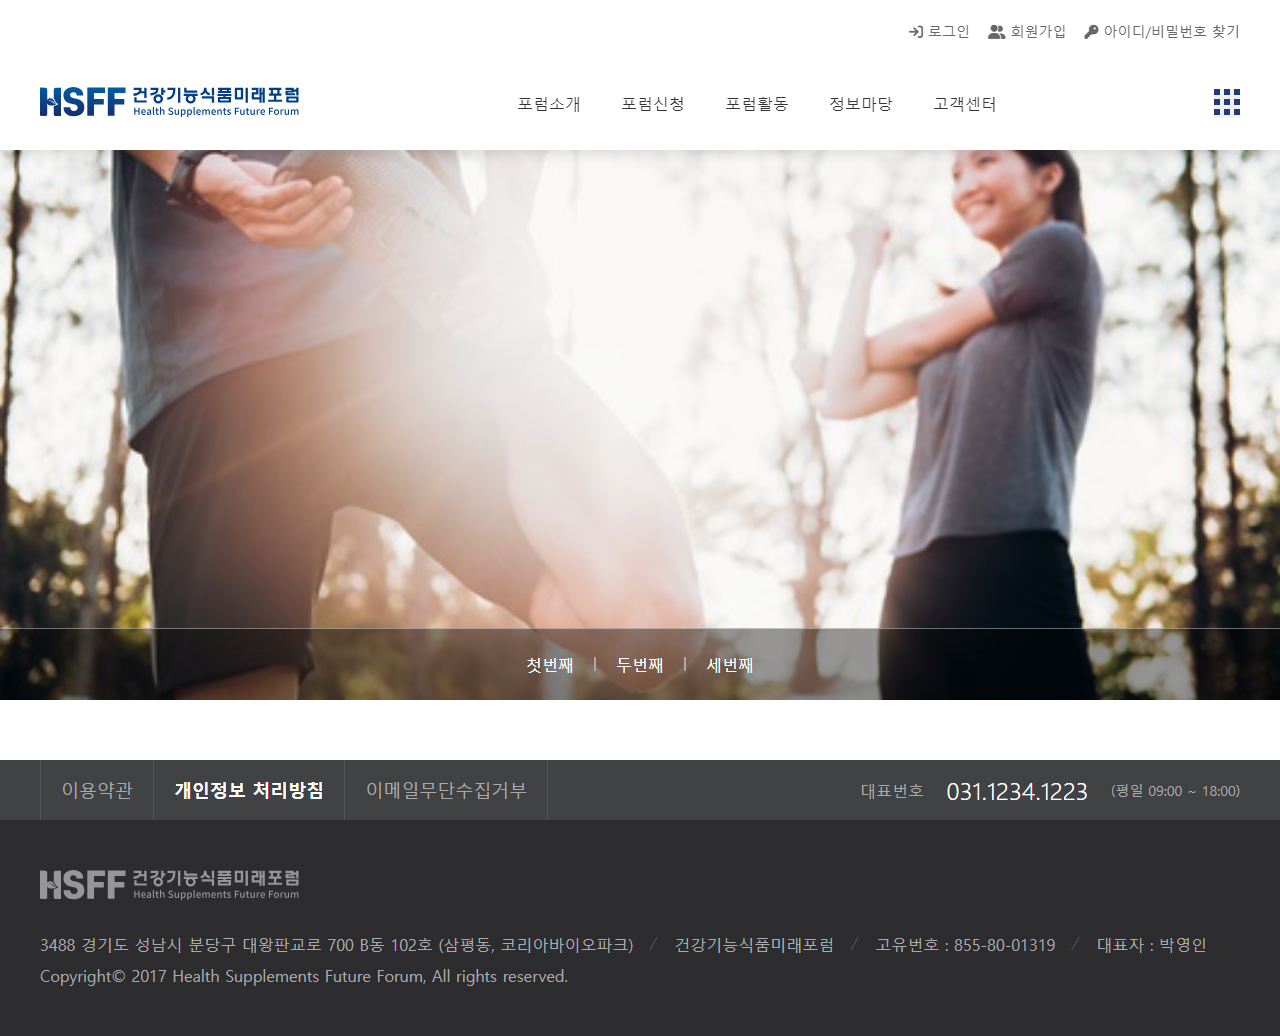 로그인 회원가입 아이디/비밀번호 찾기
HSFF 건강기능식품미래포럼
Health Supplements Future Forum
포럼소개 포럼신청 포럼활동 정보마당 고객센터
첫번째 | 두번째 | 세번째
이용약관 개인정보 처리방침 이메일무단수집거부 대표번호 031.1234.1223 (평일 09:00 ~ 18:00)
HSFF 건강기능식품미래포럼
Health Supplements Future Forum
3488 경기도 성남시 분당구 대왕판교로 700 B동 102호 (삼평동, 코리아바이오파크) / 건강기능식품미래포럼 / 고유번호 : 855-80-01319 / 대표자 : 박영인
Copyright© 2017 Health Supplements Future Forum, All rights reserved.